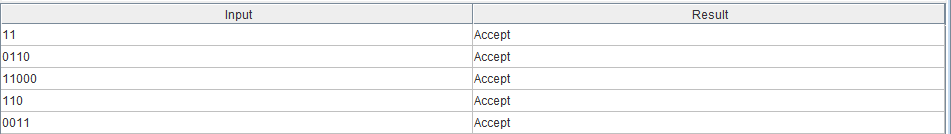 Input Result
11 Accept
0110 Accept
11000 Accept
110 Accept
0011 Accept